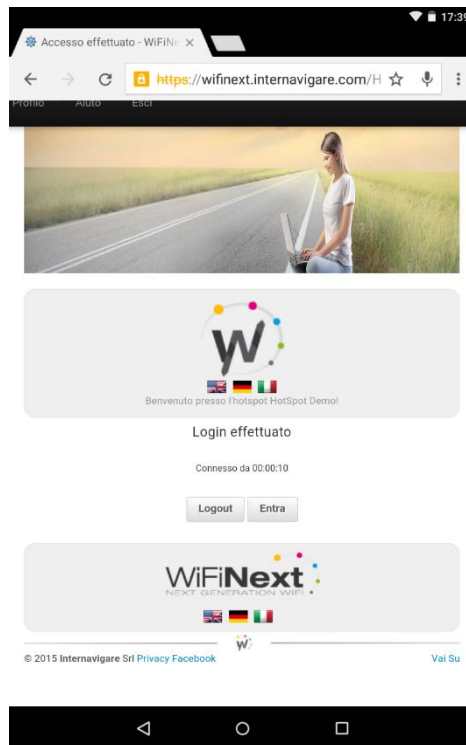 17:39
Accesso effettuato - WiFiNe
https://wifinext.internavigare.com/H
Profilo Aiuto Esci
W
Benvenuto presso l'hotspot HotSpot Demo!
Login effettuato
Connesso da 00:00:10
Logout Entra
WiFiNext
NEXT GENERATION WIFI
W
© 2015 Internavigare Srl Privacy Facebook Vai Su